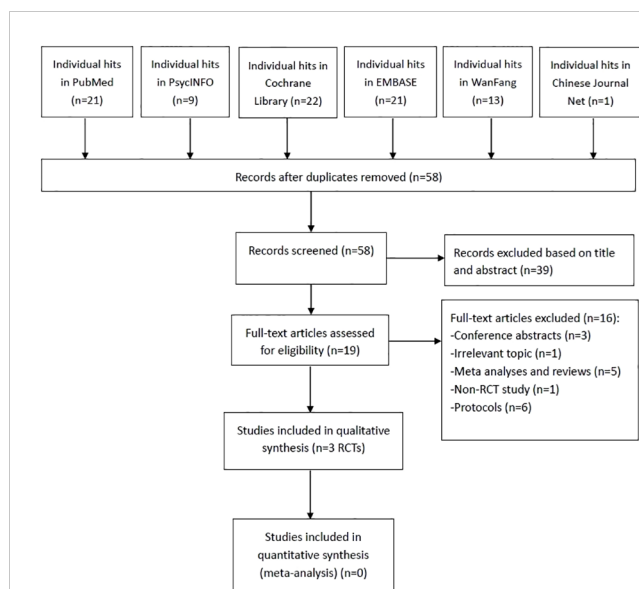 Individual hits
in PubMed
(n=21)
Individual hits
in PsycINFO
(n=9)
Individual hits in
Cochrane
Library (n=22)
Individual hits
in EMBASE
(n=21)
Individual hits
in WanFang
(n=13)
Individual hits in
Chinese Journal
Net (n=1)
Records after duplicates removed (n=58)
Records screened (n=58)
Records excluded based on title
and abstract (n=39)
Full-text articles assessed
for eligibility (n=19)
Full-text articles excluded (n=16):
-Conference abstracts (n=3)
-Irrelevant topic (n=1)
-Meta analyses and reviews (n=5)
-Non-RCT study (n=1)
-Protocols (n=6)
Studies included in qualitative
synthesis (n=3 RCTs)
Studies included in
quantitative synthesis
(meta-analysis) (n=0)